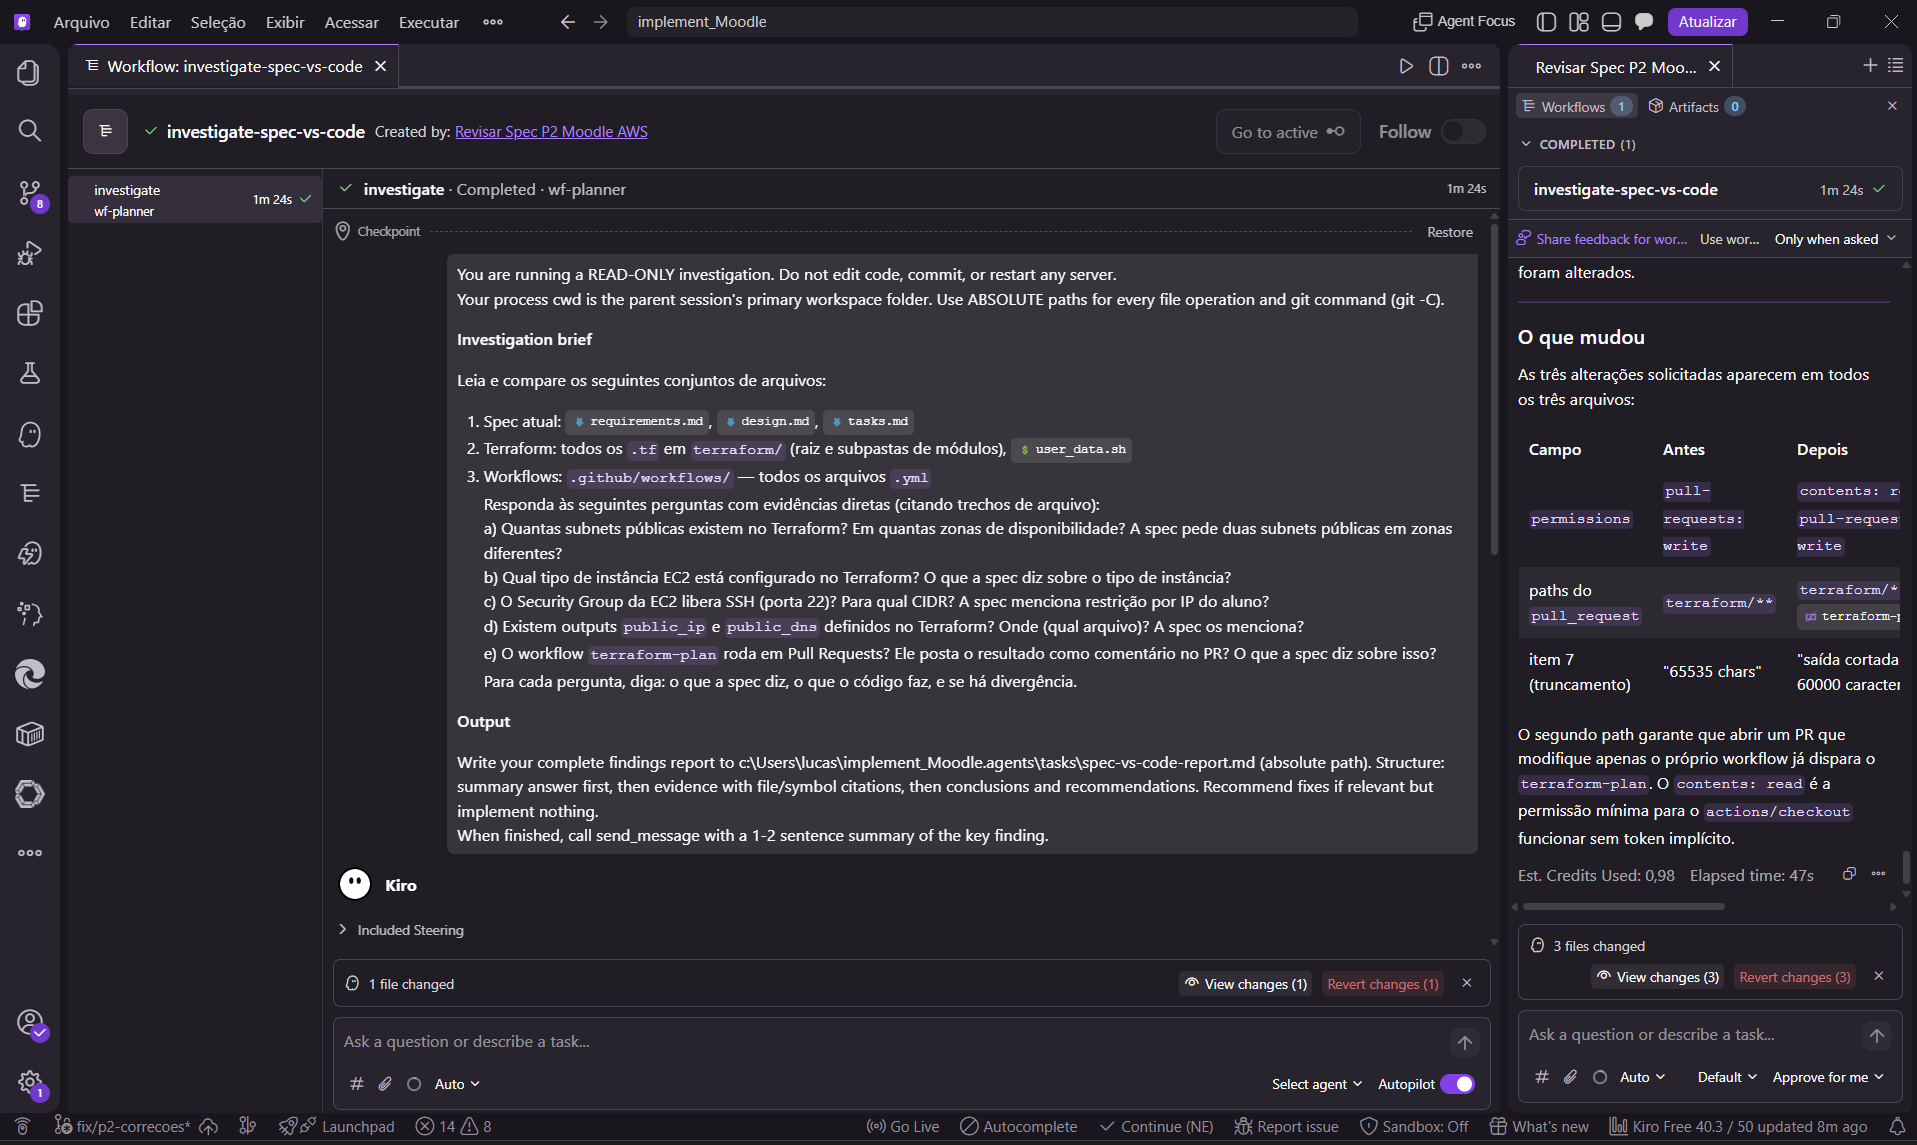 Arquivo Editar Seleção Exibir Acessar Executar
implement_Moodle
Agent Focus
Atualizar
Workflow: investigate-spec-vs-code
investigate-spec-vs-code Created by: Revisar Spec P2 Moodle AWS
Go to active
Follow
investigate
wf-planner
1m 24s
investigate · Completed · wf-planner
1m 24s
Checkpoint
Restore
You are running a READ-ONLY investigation. Do not edit code, commit, or restart any server.
Your process cwd is the parent session's primary workspace folder. Use ABSOLUTE paths for every file operation and git command (git -C).
Investigation brief
Leia e compare os seguintes conjuntos de arquivos:
1. Spec atual: requirements.md, design.md, tasks.md
2. Terraform: todos os .tf em terraform/ (raiz e subpastas de módulos), $ user_data.sh
3. Workflows: .github/workflows/ — todos os arquivos .yml
Responda às seguintes perguntas com evidências diretas (citando trechos de arquivo):
a) Quantas subnets públicas existem no Terraform? Em quantas zonas de disponibilidade? A spec pede duas subnets públicas em zonas
diferentes?
b) Qual tipo de instância EC2 está configurado no Terraform? O que a spec diz sobre o tipo de instância?
c) O Security Group da EC2 libera SSH (porta 22)? Para qual CIDR? A spec menciona restrição por IP do aluno?
d) Existem outputs public_ip e public_dns definidos no Terraform? Onde (qual arquivo)? A spec os menciona?
e) O workflow terraform-plan roda em Pull Requests? Ele posta o resultado como comentário no PR? O que a spec diz sobre isso?
Para cada pergunta, diga: o que a spec diz, o que o código faz, e se há divergência.
Output
Write your complete findings report to c:\Users\lucas\implement_Moodle.agents\tasks\spec-vs-code-report.md (absolute path). Structure:
summary answer first, then evidence with file/symbol citations, then conclusions and recommendations. Recommend fixes if relevant but
implement nothing.
When finished, call send_message with a 1-2 sentence summary of the key finding.
Kiro
Included Steering
1 file changed
View changes (1)
Revert changes (1)
Ask a question or describe a task...
Auto
Select agent
Autopilot
Revisar Spec P2 Moo...
Workflows 1
Artifacts 0
COMPLETED (1)
investigate-spec-vs-code
1m 24s
Share feedback for wor...
Use wor...
Only when asked
foram alterados.
O que mudou
As três alterações solicitadas aparecem em todos
os três arquivos:
Campo Antes Depois
permissions
pull-
requests:
write
contents: re
pull-reques
write
paths do
pull_request
terraform/**
terraform/*
terraform-p
item 7
(truncamento)
"65535 chars"
"saída cortada
60000 caracter
O segundo path garante que abrir um PR que
modifique apenas o próprio workflow já dispara o
terraform-plan. O contents: read é a
permissão mínima para o actions/checkout
funcionar sem token implícito.
Est. Credits Used: 0,98 Elapsed time: 47s
3 files changed
View changes (3)
Revert changes (3)
Ask a question or describe a task...
Auto
Default
Approve for me
8
1
fix/p2-correcoes*
Launchpad
14
8
Go Live
Autocomplete
Continue (NE)
Report issue
Sandbox: Off
What's new
Kiro Free 40.3 / 50 updated 8m ago